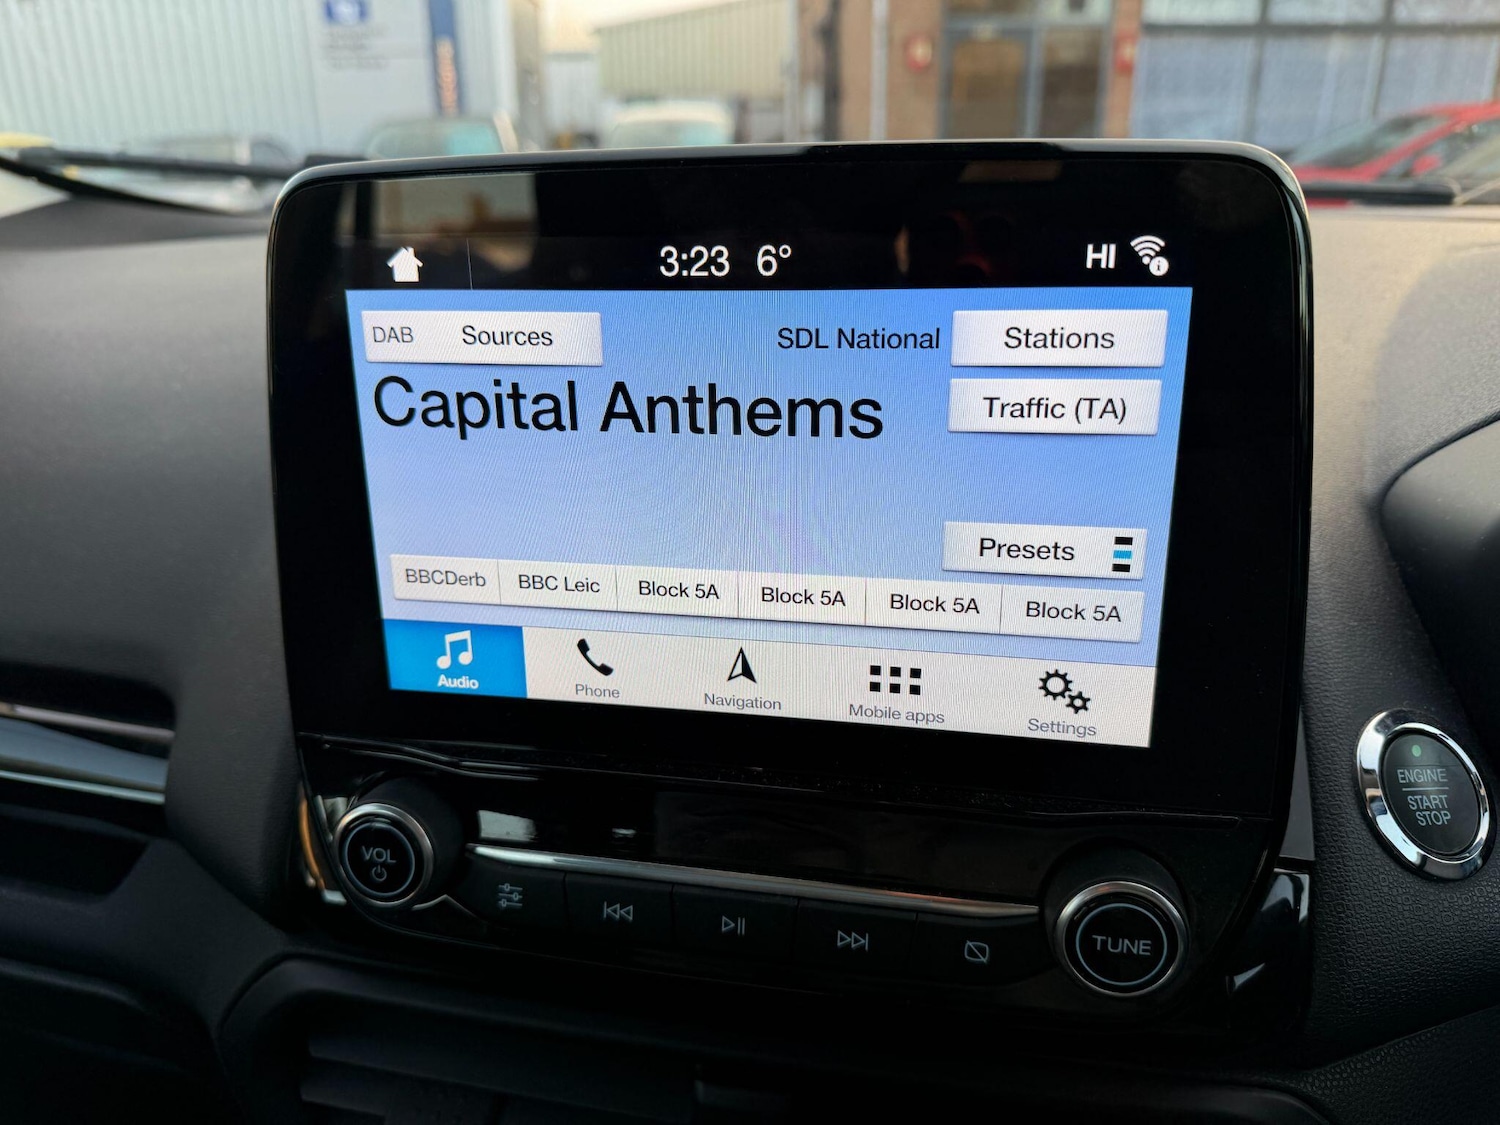 3:23 6° HI
DAB Sources SDL National Stations
Capital Anthems Traffic (TA)
Presets
BBCDerb BBC Leic Block 5A Block 5A Block 5A Block 5A
Audio Phone Navigation Mobile apps Settings
ENGINE
START
STOP
VOL
TUNE